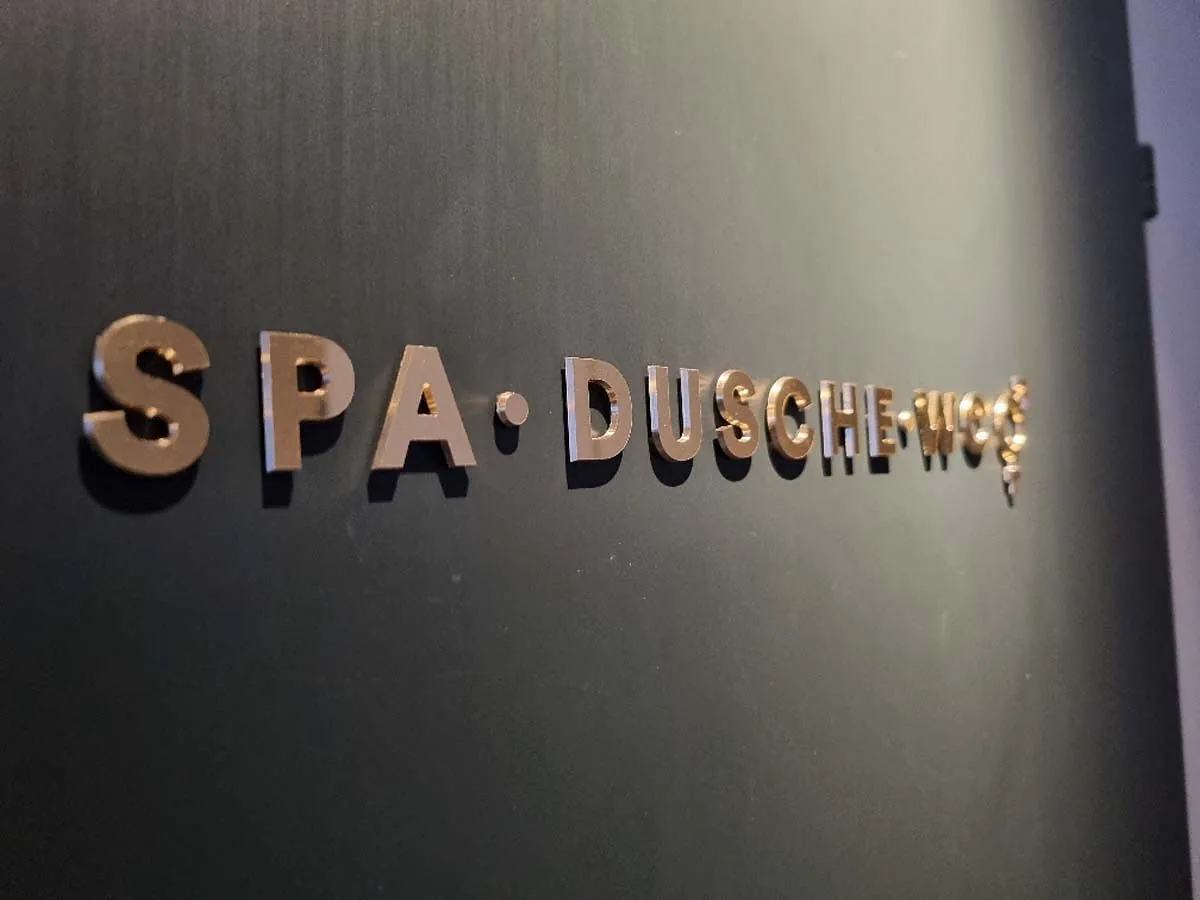 SPA · DUSCHE · WC